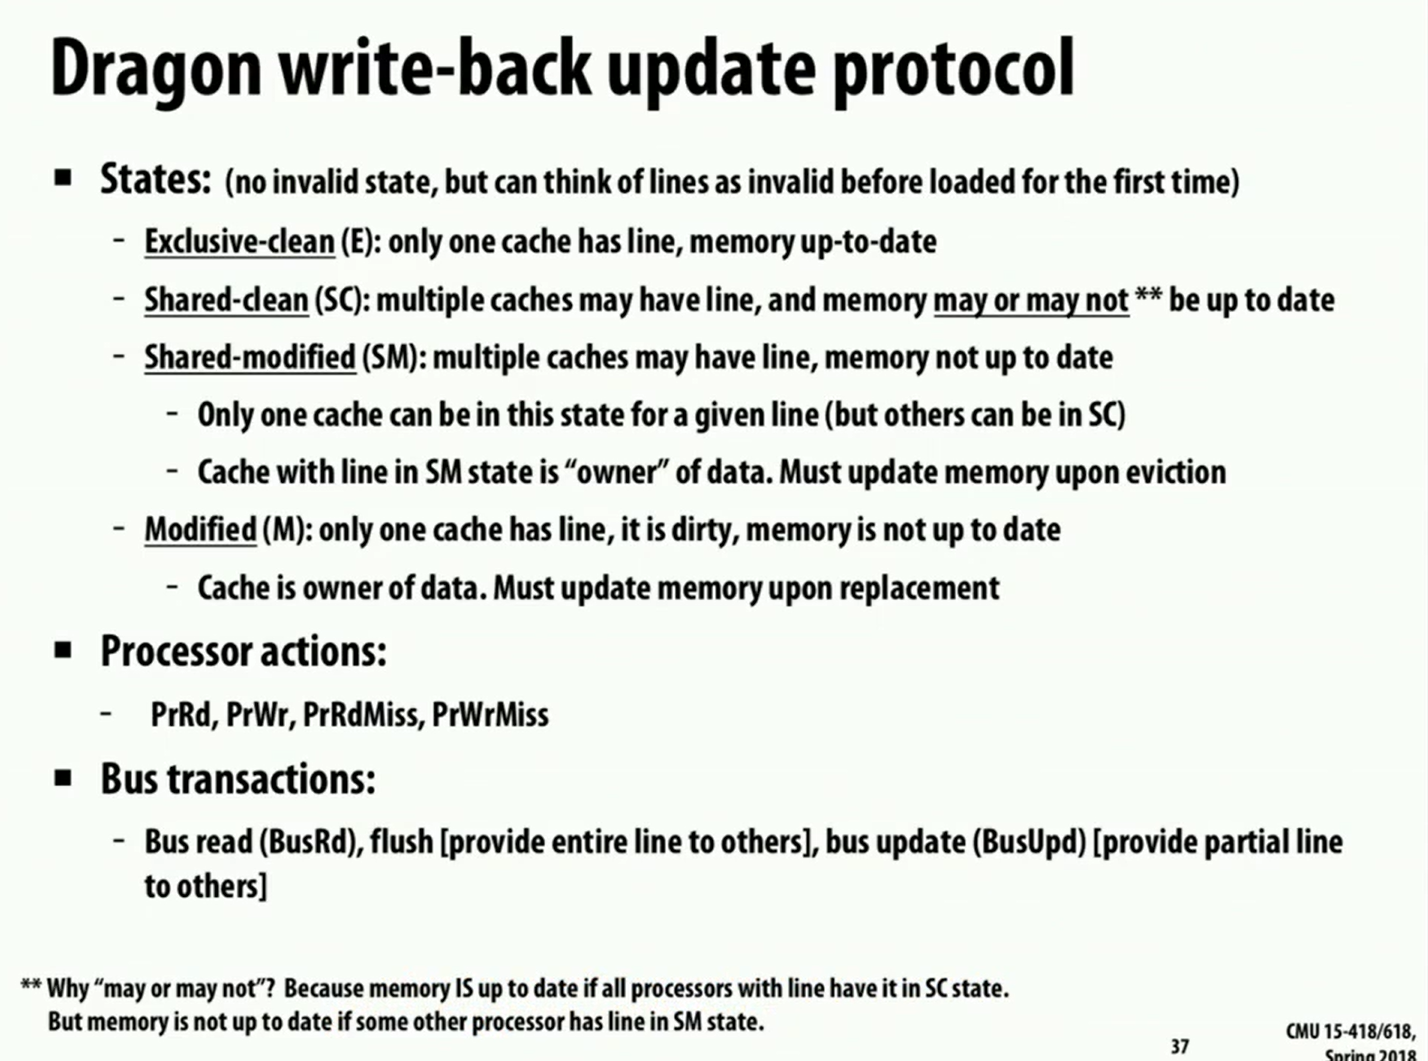 Dragon write-back update protocol
■ States: (no invalid state, but can think of lines as invalid before loaded for the first time)
- Exclusive-clean (E): only one cache has line, memory up-to-date
- Shared-clean (SC): multiple caches may have line, and memory may or may not ** be up to date
- Shared-modified (SM): multiple caches may have line, memory not up to date
- Only one cache can be in this state for a given line (but others can be in SC)
- Cache with line in SM state is “owner” of data. Must update memory upon eviction
- Modified (M): only one cache has line, it is dirty, memory is not up to date
- Cache is owner of data. Must update memory upon replacement
■ Processor actions:
- PrRd, PrWr, PrRdMiss, PrWrMiss
■ Bus transactions:
- Bus read (BusRd), flush [provide entire line to others], bus update (BusUpd) [provide partial line
to others]
** Why “may or may not”? Because memory IS up to date if all processors with line have it in SC state.
But memory is not up to date if some other processor has line in SM state.
37
CMU 15-418/618,
Spring 2018